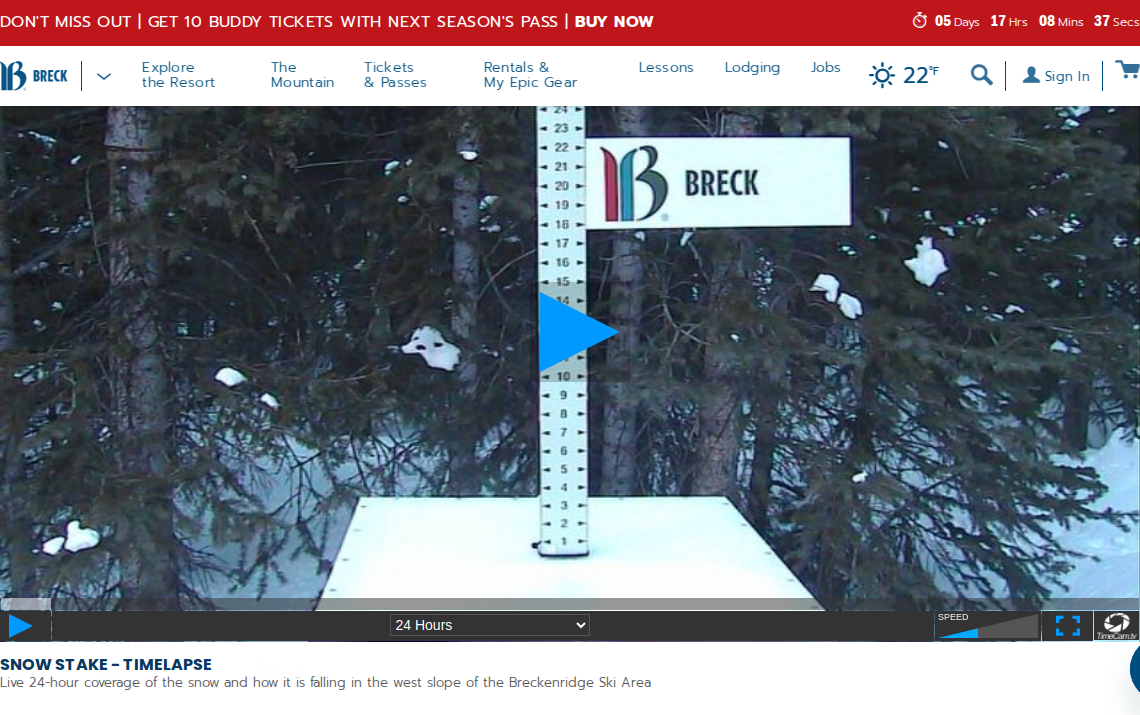 DON'T MISS OUT | GET 10 BUDDY TICKETS WITH NEXT SEASON'S PASS | BUY NOW
05 Days 17 Hrs 08 Mins 37 Secs
BRECK
Explore
the Resort
The
Mountain
Tickets
& Passes
Rentals &
My Epic Gear
Lessons
Lodging
Jobs
22°F
Sign In
24
23
22
21
20
19
18
17
16
15
14
10
9
8
7
6
5
4
3
2
1
BRECK
24 Hours
SPEED
TimeCam.tv
SNOW STAKE - TIMELAPSE
Live 24-hour coverage of the snow and how it is falling in the west slope of the Breckenridge Ski Area